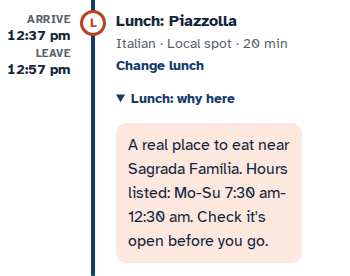 ARRIVE
12:37 pm
LEAVE
12:57 pm
L
Lunch: Piazzolla
Italian · Local spot · 20 min
Change lunch
▼ Lunch: why here
A real place to eat near
Sagrada Família. Hours
listed: Mo-Su 7:30 am-
12:30 am. Check it's
open before you go.